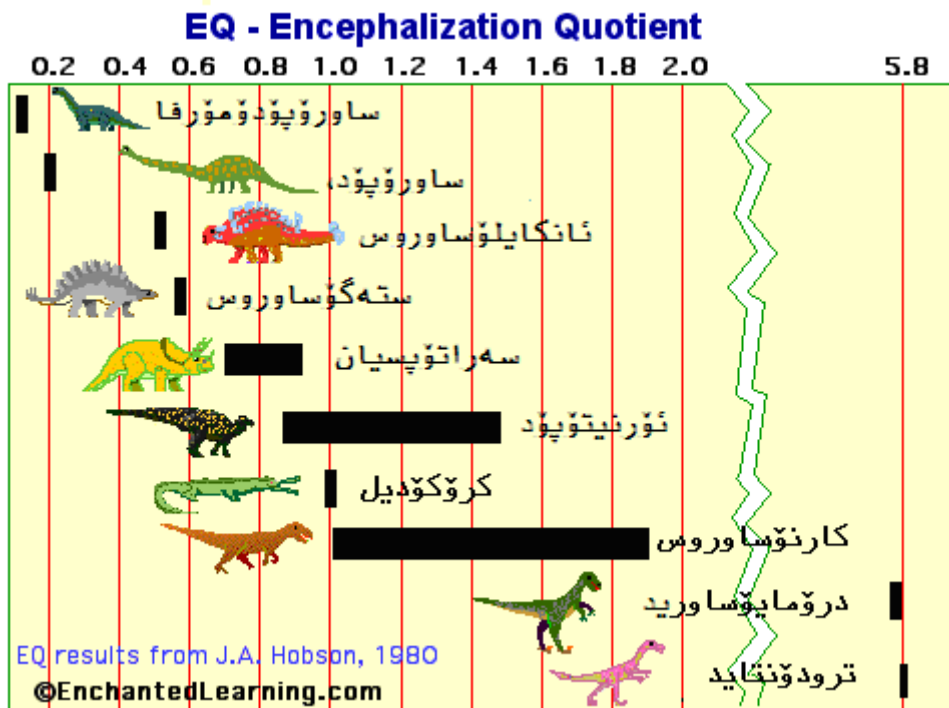 EQ - Encephalization Quotient
0.2 0.4 0.6 0.8 1.0 1.2 1.4 1.6 1.8 2.0 5.8
ساورۆپۆدۆمۆرفا
ساورۆپۆد،
ئانکایلۆساوروس
ستەگۆساوروس
سەراتۆپسیان
ئۆرنیتۆپۆد
کرۆکۆدیل
کارنۆساوروس
درۆمایۆساورید
ترودۆنتاید
EQ results from J.A. Hobson, 1980
©EnchantedLearning.com